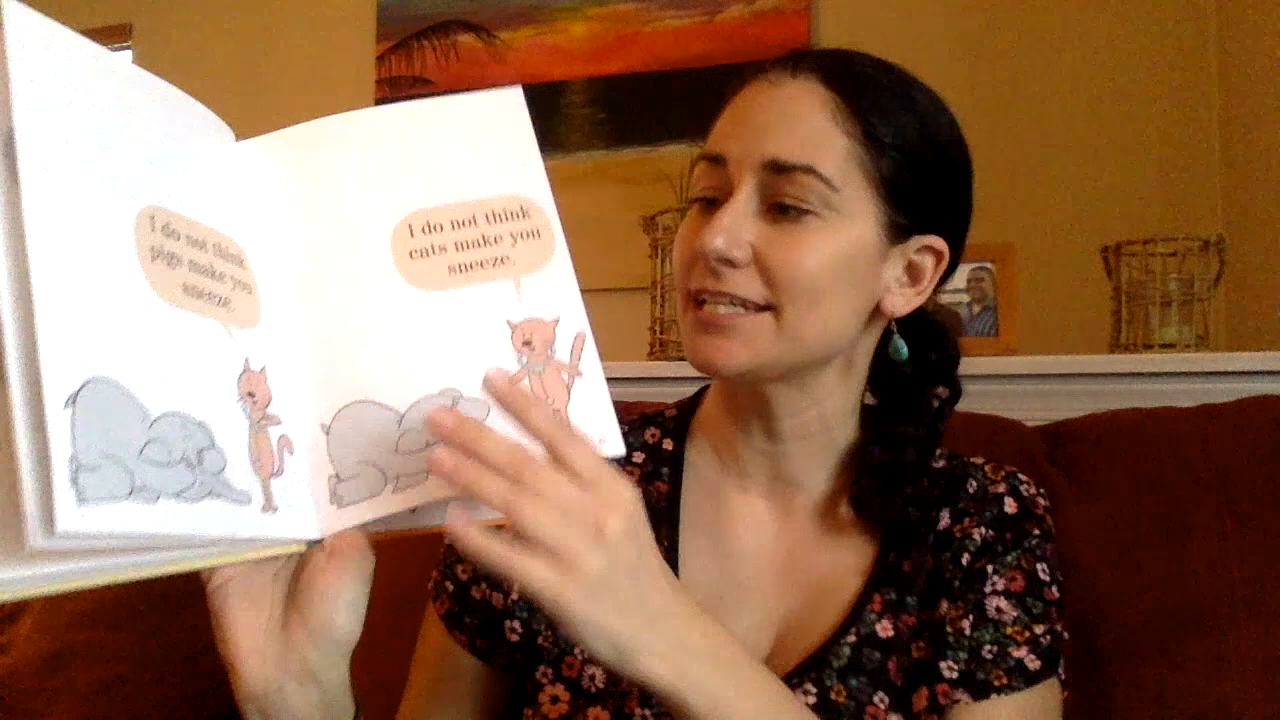 I do not think
pigs make you
sneeze.
I do not think
cats make you
sneeze.